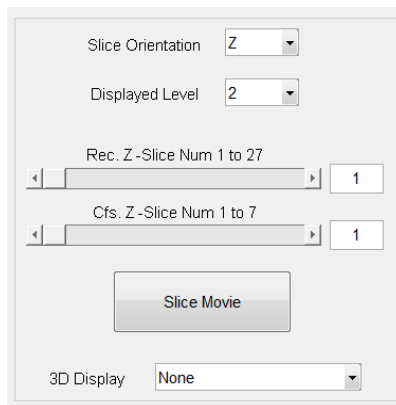 Slice Orientation Z
Displayed Level 2
Rec. Z -Slice Num 1 to 27
1
Cfs. Z -Slice Num 1 to 7
1
Slice Movie
3D Display None